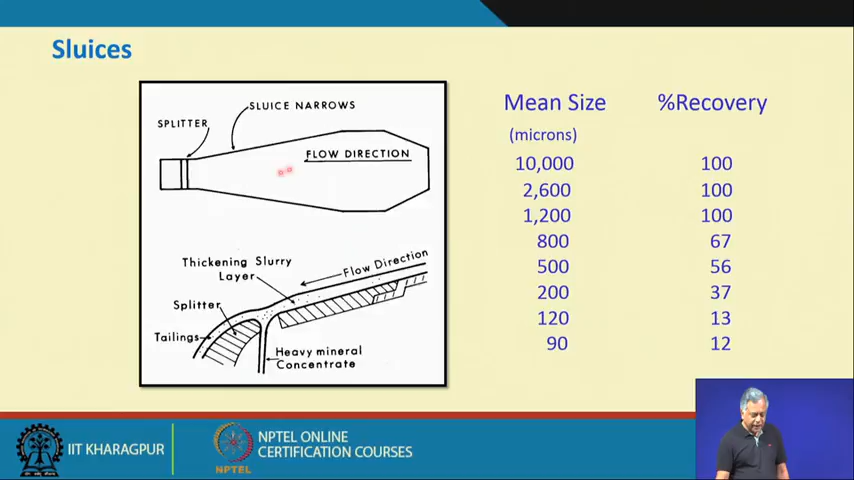 Sluices
SLUICE NARROWS
SPLITTER
FLOW DIRECTION
Thickening Slurry
Layer
Flow Direction
Splitter
Tailings
Heavy mineral
Concentrate
Mean Size %Recovery
(microns)
10,000 100
2,600 100
1,200 100
800 67
500 56
200 37
120 13
90 12
IIT KHARAGPUR
NPTEL
NPTEL ONLINE
CERTIFICATION COURSES